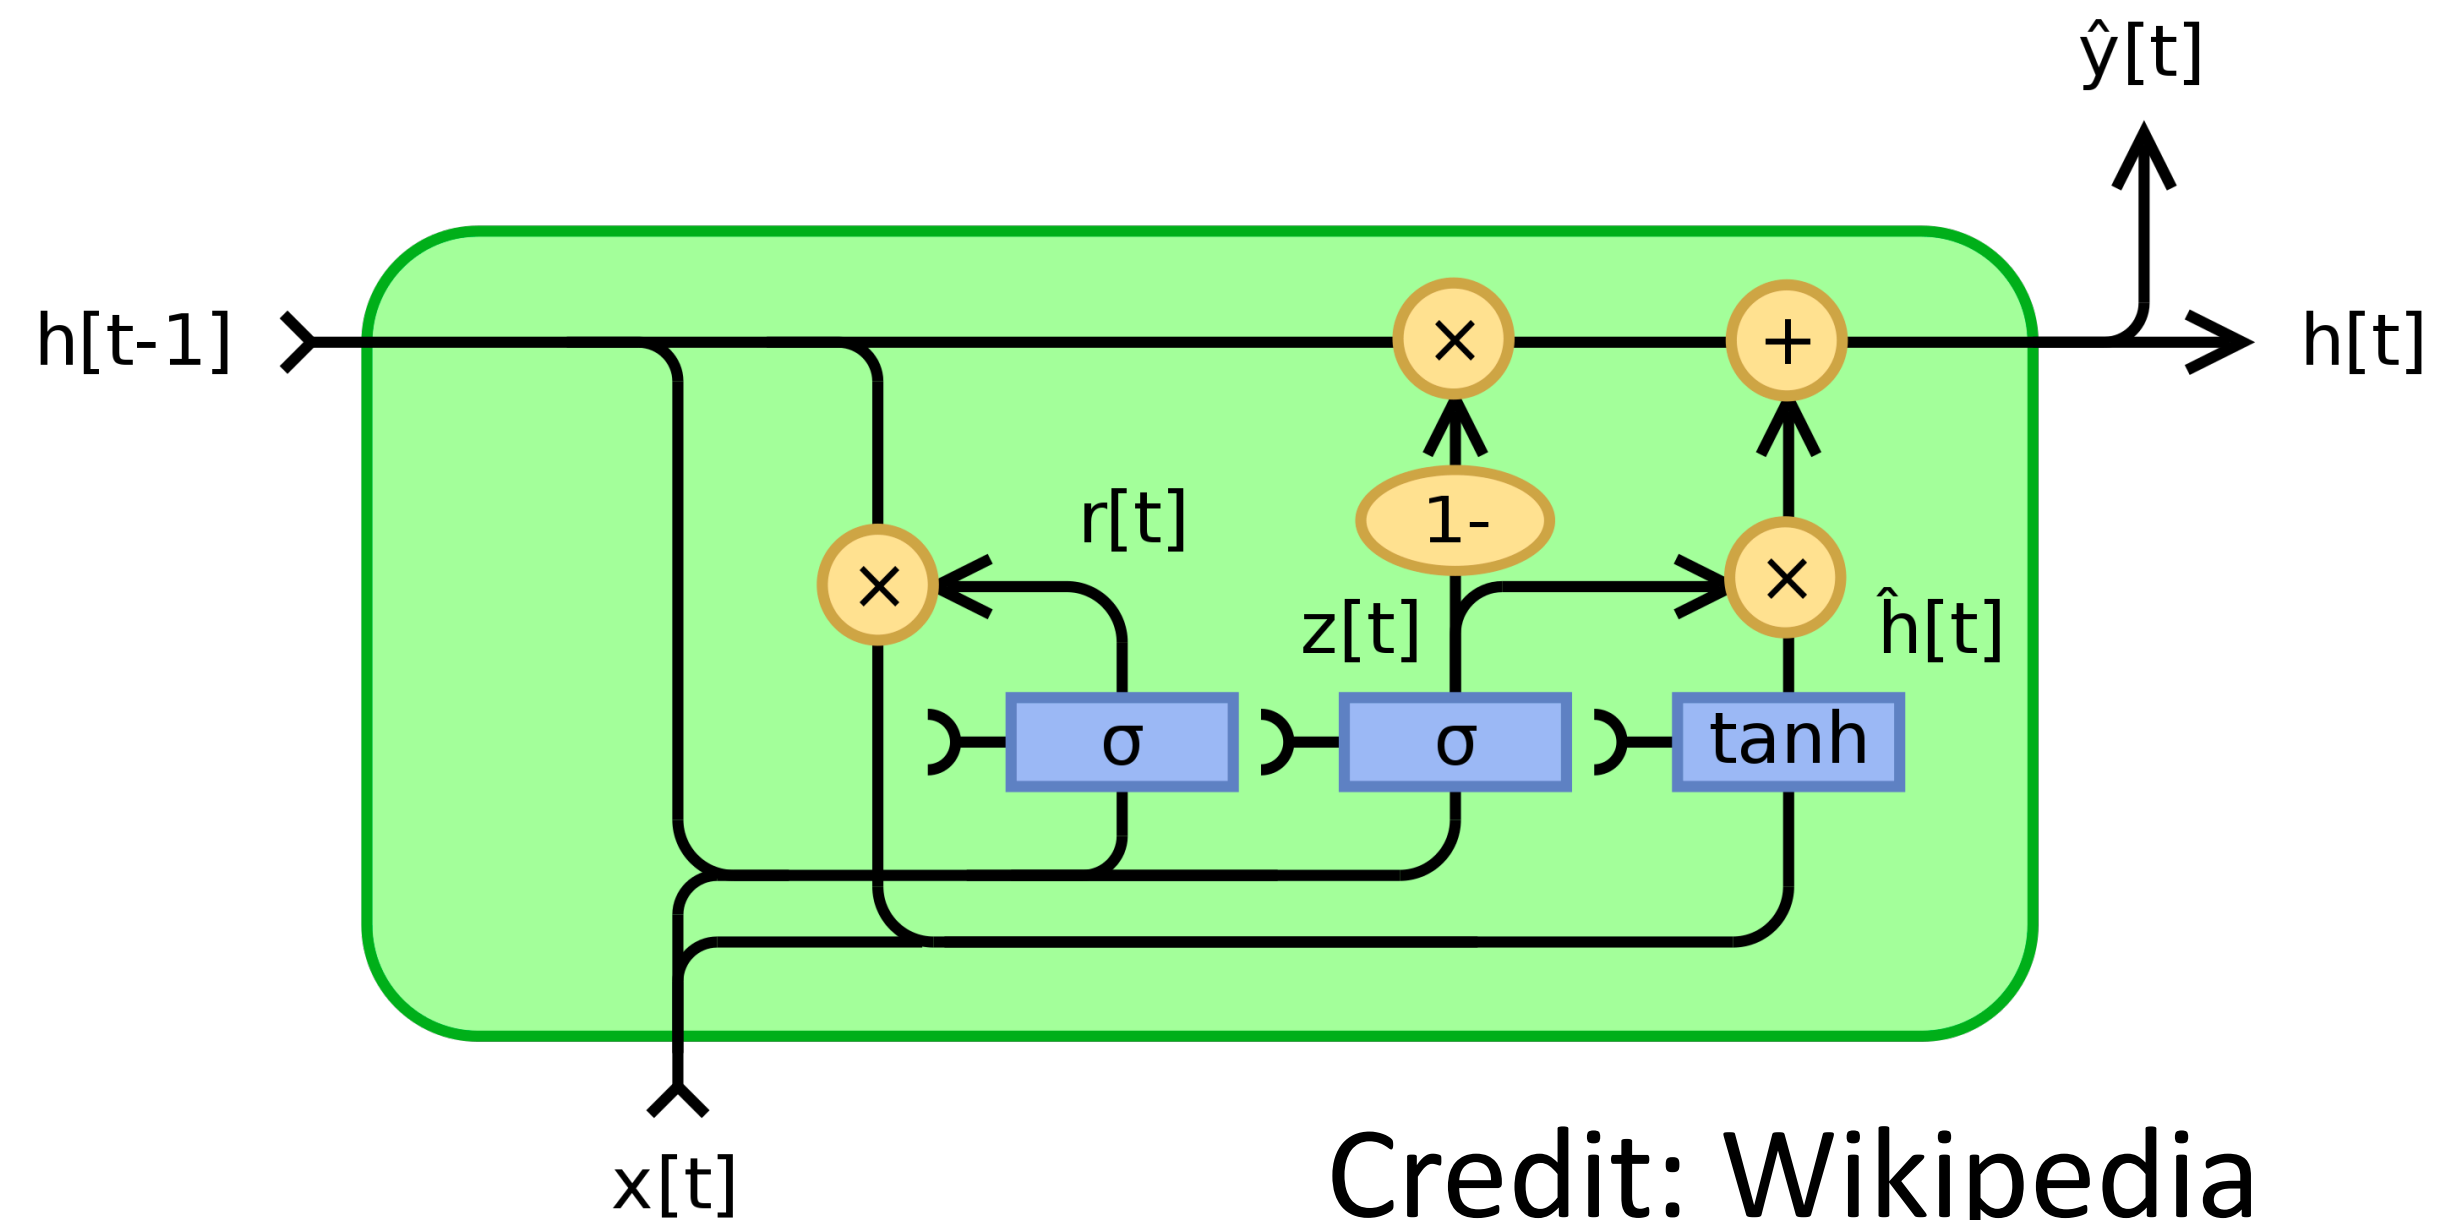 ŷ[t]
h[t-1]
×
+
h[t]
r[t]
1-
×
×
z[t]
ĥ[t]
σ
σ
tanh
x[t]
Credit: Wikipedia